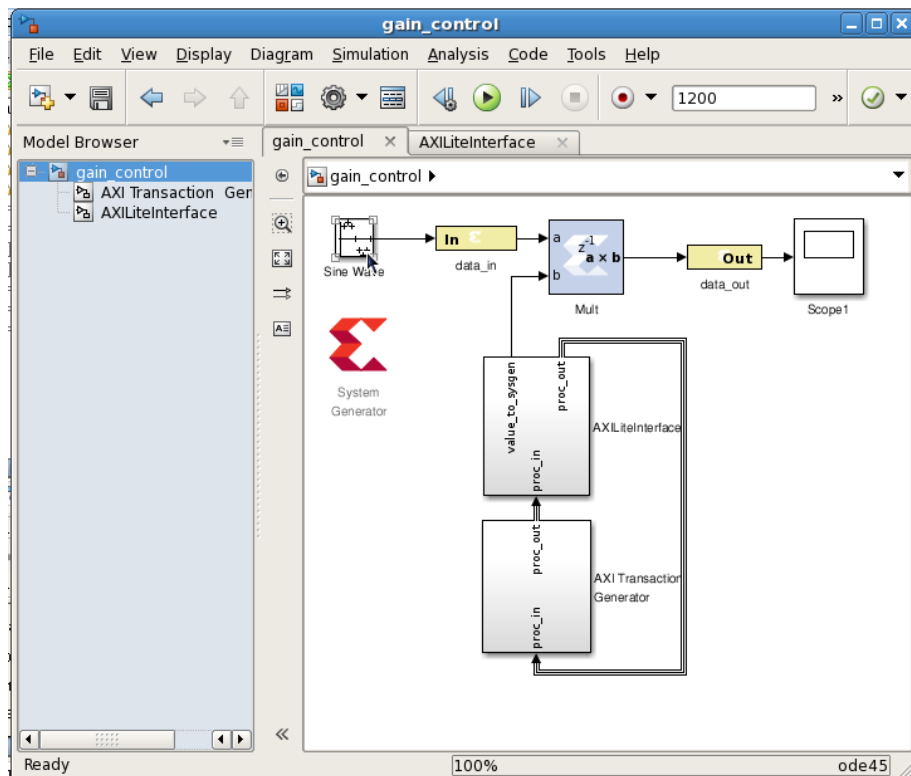 gain_control
File Edit View Display Diagram Simulation Analysis Code Tools Help
1200
»
Model Browser
gain_control
AXILiteInterface
gain_control
AXI Transaction Ger
AXILiteInterface
gain_control
Sine Wave
In
data_in
a
b
z-1
a × b
Mult
Out
data_out
Scope1
System
Generator
value_to_sysgen
proc_out
proc_in
AXILiteInterface
proc_out
proc_in
AXI Transaction
Generator
Ready
100%
ode45